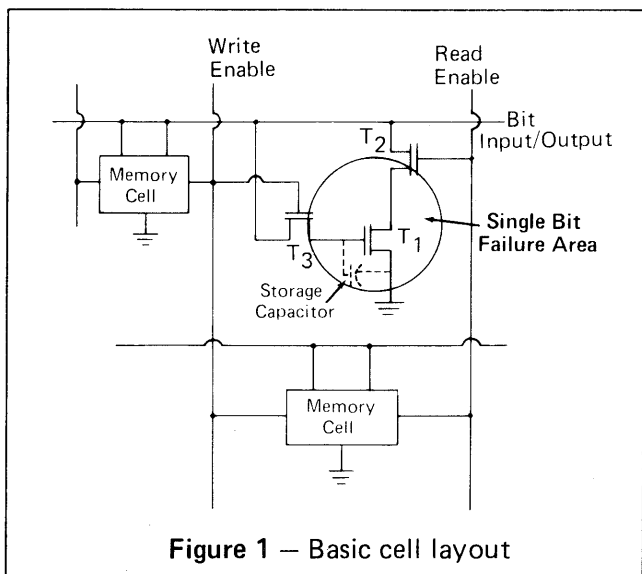 Write
Enable
Read
Enable
Bit
Input/Output
T2
Memory
Cell
Single Bit
Failure Area
T1
T3
Storage
Capacitor
Memory
Cell
Figure 1 — Basic cell layout